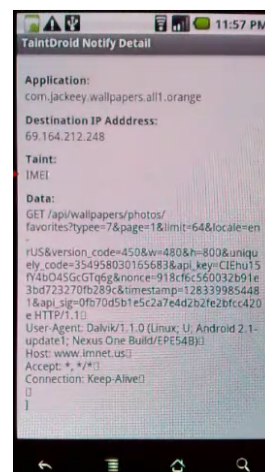 11:57 PM
TaintDroid Notify Detail
Application:
com.jackeey.wallpapers.all1.orange
Destination IP Adddress:
69.164.212.248
Taint:
IMEI
Data:
GET /api/wallpapers/photos/
favorites?typee=7&page=1&limit=64&locale=en
-
rUS&version_code=450&w=480&h=800&uniqu
ely_code=354958030165683&api_key=CIEhu15
fY4bO4SGcGTq6g&nonce=918cf6c560032b91e
3bd723270fb289c&timestamp=128339985448
1&api_sig=0fb70d5b1e5c2a7e4d2b2fe2bfcc420
e HTTP/1.1
User-Agent: Dalvik/1.1.0 (Linux; U; Android 2.1-
update1; Nexus One Build/EPE54B)
Host: www.imnet.us
Accept: *, */*
Connection: Keep-Alive
]